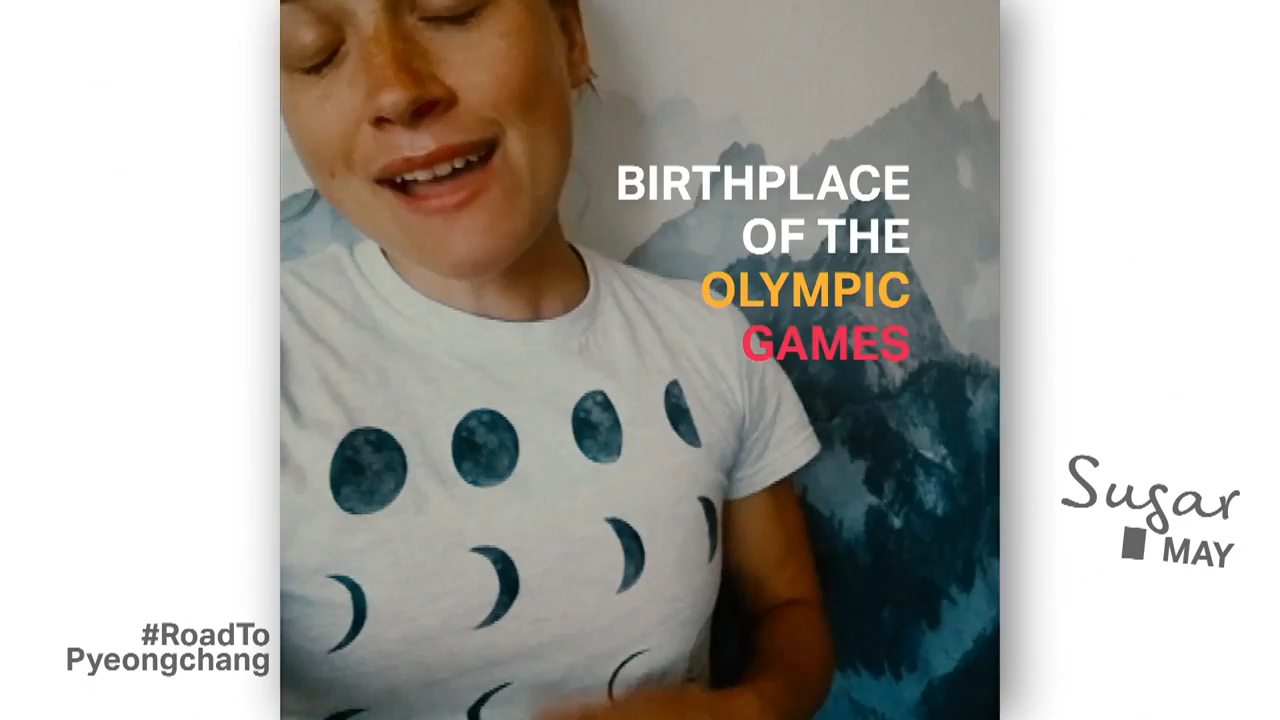 BIRTHPLACE
OF THE
OLYMPIC
GAMES
Sugar
MAY
#RoadTo
Pyeongchang